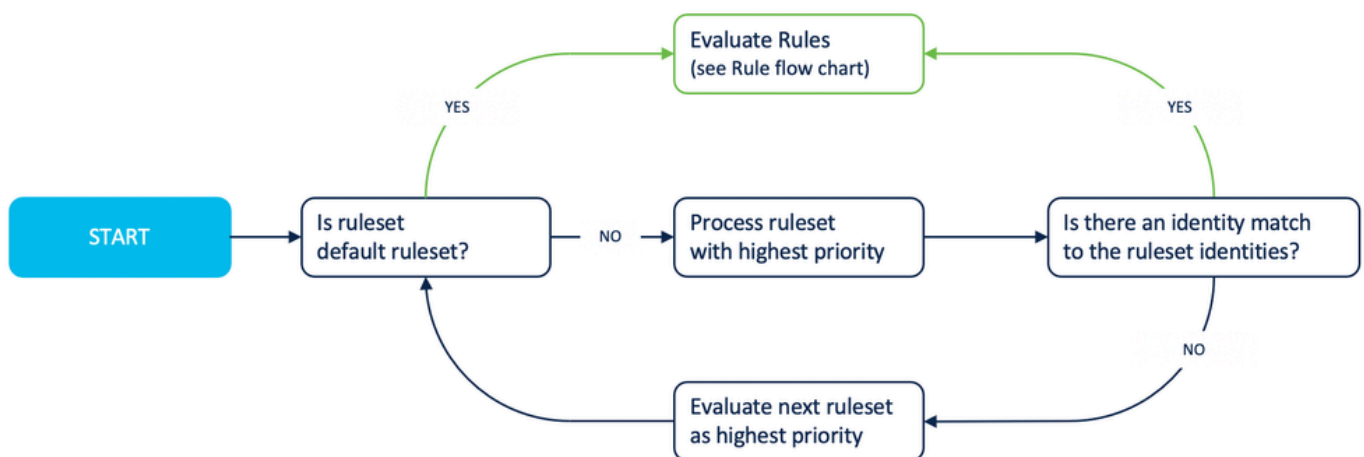 Evaluate Rules
(see Rule flow chart)
YES
YES
START
Is ruleset
default ruleset?
NO
Process ruleset
with highest priority
Is there an identity match
to the ruleset identities?
NO
Evaluate next ruleset
as highest priority